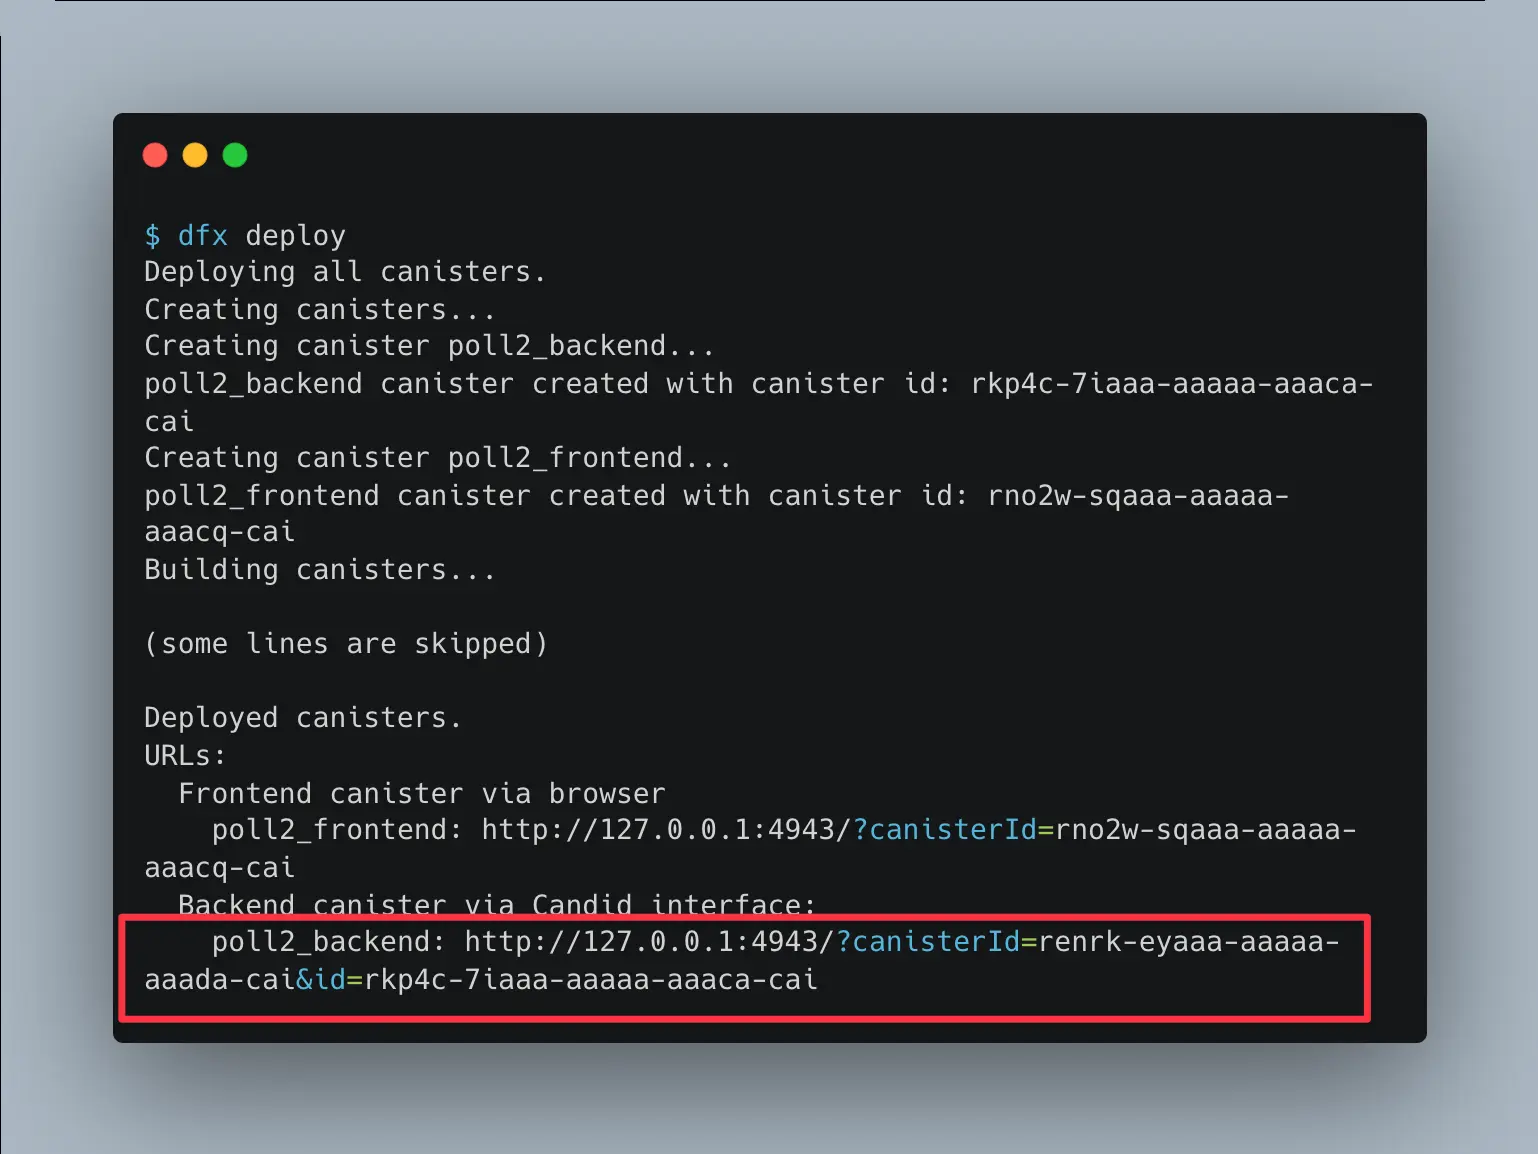 $ dfx deploy
Deploying all canisters.
Creating canisters...
Creating canister poll2_backend...
poll2_backend canister created with canister id: rkp4c-7iaaa-aaaaa-aaaca-
cai
Creating canister poll2_frontend...
poll2_frontend canister created with canister id: rno2w-sqaaa-aaaaa-
aaacq-cai
Building canisters...

(some lines are skipped)

Deployed canisters.
URLs:
  Frontend canister via browser
    poll2_frontend: http://127.0.0.1:4943/?canisterId=rno2w-sqaaa-aaaaa-
aaacq-cai
  Backend canister via Candid interface:
    poll2_backend: http://127.0.0.1:4943/?canisterId=renrk-eyaaa-aaaaa-
aaada-cai&id=rkp4c-7iaaa-aaaaa-aaaca-cai